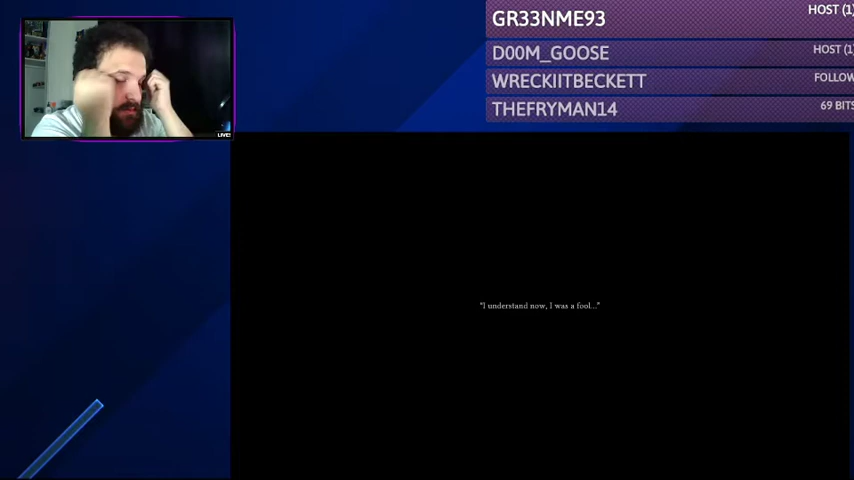 GR33NME93 HOST (1)
D00M_GOOSE HOST (1)
WRECKIITBECKETT FOLLOW
THEFRYMAN14 69 BITS
LIVE!
"I understand now, I was a fool..."